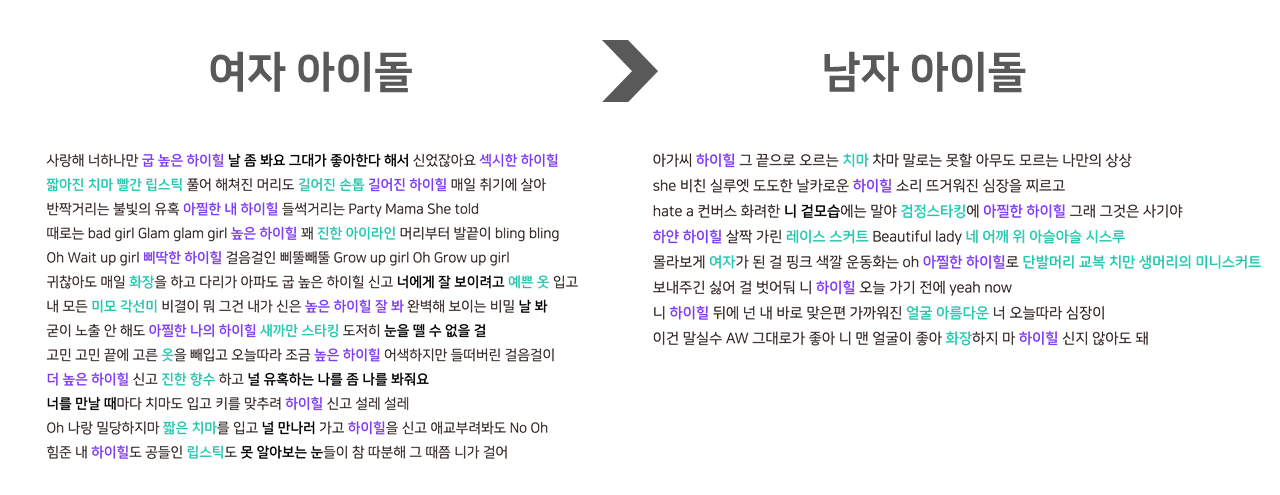 여자 아이돌
남자 아이돌
사랑해 너하나만 굽 높은 하이힐 날 좀 봐요 그대가 좋아한다 해서 신었잖아요 섹시한 하이힐
짧아진 치마 빨간 립스틱 풀어 해쳐진 머리도 길어진 손톱 길어진 하이힐 매일 취기에 살아
반짝거리는 불빛의 유혹 아찔한 내 하이힐 들썩거리는 Party Mama She told
때로는 bad girl Glam glam girl 높은 하이힐 꽤 진한 아이라인 머리부터 발끝이 bling bling
Oh Wait up girl 삐딱한 하이힐 걸음걸인 삐뚤빼뚤 Grow up girl Oh Grow up girl
귀찮아도 매일 화장을 하고 다리가 아파도 굽 높은 하이힐 신고 너에게 잘 보이려고 예쁜 옷 입고
내 모든 미모 각선미 비결이 뭐 그건 내가 신은 높은 하이힐 잘 봐 완벽해 보이는 비밀 날 봐
굳이 노출 안 해도 아찔한 나의 하이힐 새까만 스타킹 도저히 눈을 뗄 수 없을 걸
고민 고민 끝에 고른 옷을 빼입고 오늘따라 조금 높은 하이힐 어색하지만 들떠버린 걸음걸이
더 높은 하이힐 신고 진한 향수 하고 널 유혹하는 나를 좀 나를 봐줘요
너를 만날 때마다 치마도 입고 키를 맞추려 하이힐 신고 설레 설레
Oh 나랑 밀당하지마 짧은 치마를 입고 널 만나러 가고 하이힐을 신고 애교부려봐도 No Oh
힘준 내 하이힐도 공들인 립스틱도 못 알아보는 눈들이 참 따분해 그 때쯤 니가 걸어
아가씨 하이힐 그 끝으로 오르는 치마 차마 말로는 못할 아무도 모르는 나만의 상상
she 비친 실루엣 도도한 날카로운 하이힐 소리 뜨거워진 심장을 찌르고
hate a 컨버스 화려한 니 겉모습에는 말야 검정스타킹에 아찔한 하이힐 그래 그것은 사기야
하얀 하이힐 살짝 가린 레이스 스커트 Beautiful lady 네 어깨 위 아슬아슬 시스루
몰라보게 여자가 된 걸 핑크 색깔 운동화는 oh 아찔한 하이힐로 단발머리 교복 치만 생머리의 미니스커트
보내주긴 싫어 걸 벗어둬 니 하이힐 오늘 가기 전에 yeah now
니 하이힐 뒤에 넌 내 바로 맞은편 가까워진 얼굴 아름다운 너 오늘따라 심장이
이건 말실수 AW 그대로가 좋아 니 맨 얼굴이 좋아 화장하지 마 하이힐 신지 않아도 돼